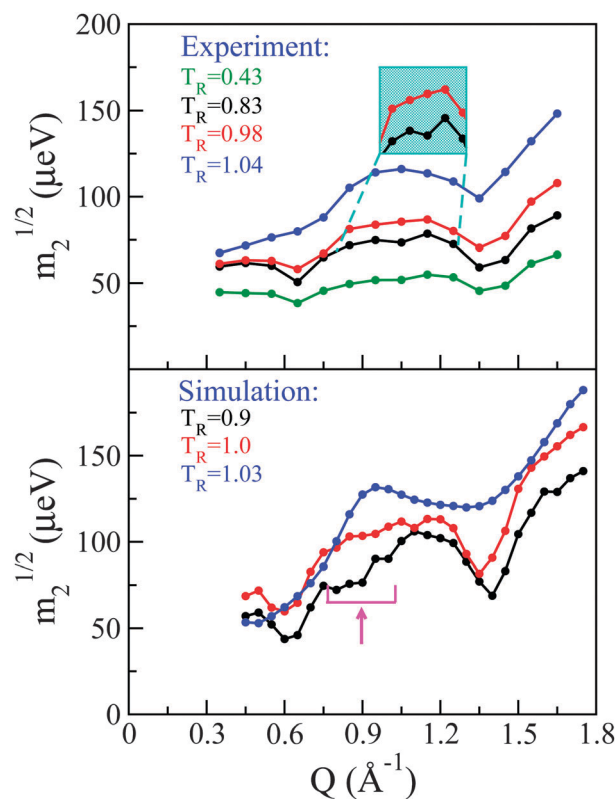 200
Experiment:
T_R=0.43
T_R=0.83
T_R=0.98
T_R=1.04
150
100
50
m_2^{1/2} (μeV)
Simulation:
T_R=0.9
T_R=1.0
T_R=1.03
150
100
50
0
m_2^{1/2} (μeV)
0 0.3 0.6 0.9 1.2 1.5 1.8
Q (Å^{-1})